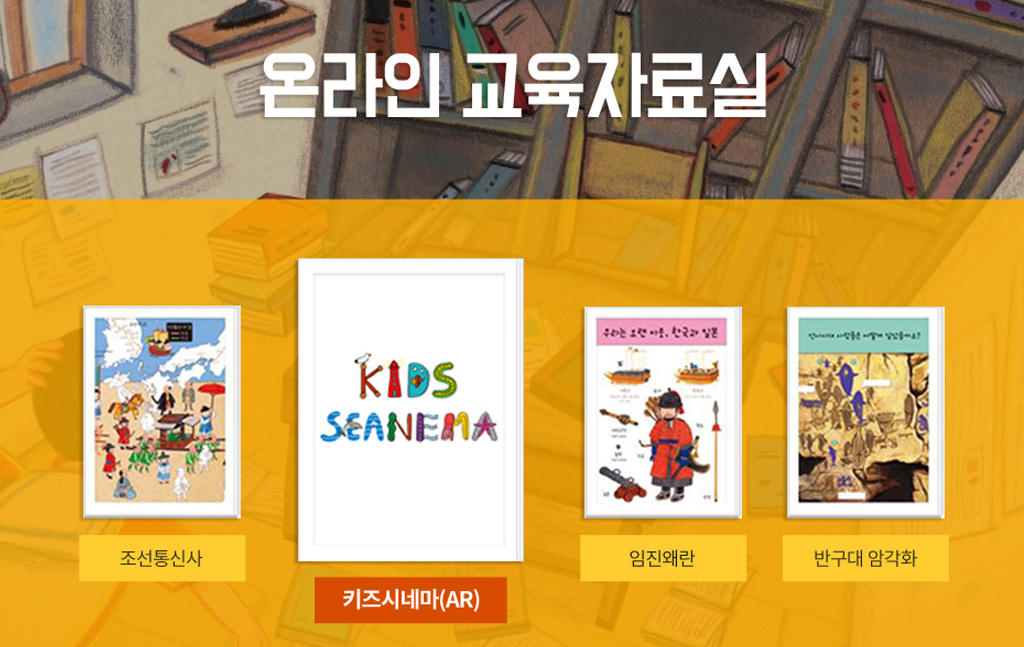 온라인 교육자료실
KIDS
SEANEMA
우리는 오랜 이웃, 한국과 일본
조선통신사
키즈시네마(AR)
임진왜란
반구대 암각화